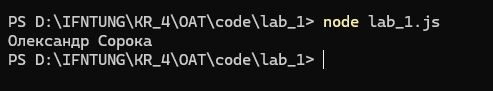 PS D:\IFNTUNG\KR_4\OAT\code\lab_1> node lab_1.js
Олександр Сорока
PS D:\IFNTUNG\KR_4\OAT\code\lab_1>